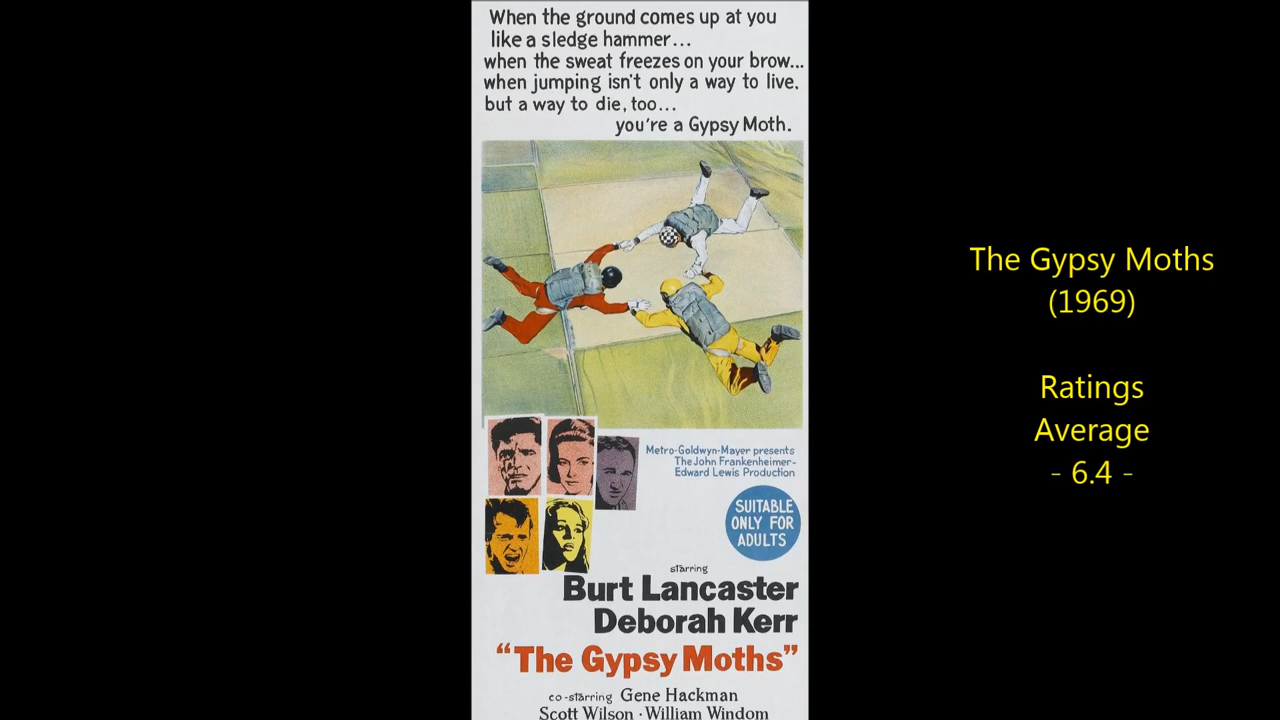 When the ground comes up at you
like a sledge hammer...
when the sweat freezes on your brow...
when jumping isn't only a way to live,
but a way to die, too...
you're a Gypsy Moth.
Metro-Goldwyn-Mayer presents
The John Frankenheimer-
Edward Lewis Production
SUITABLE
ONLY FOR
ADULTS
starring
Burt Lancaster
Deborah Kerr
“The Gypsy Moths”
co-starring Gene Hackman
Scott Wilson · William Windom
The Gypsy Moths
(1969)
Ratings
Average
- 6.4 -